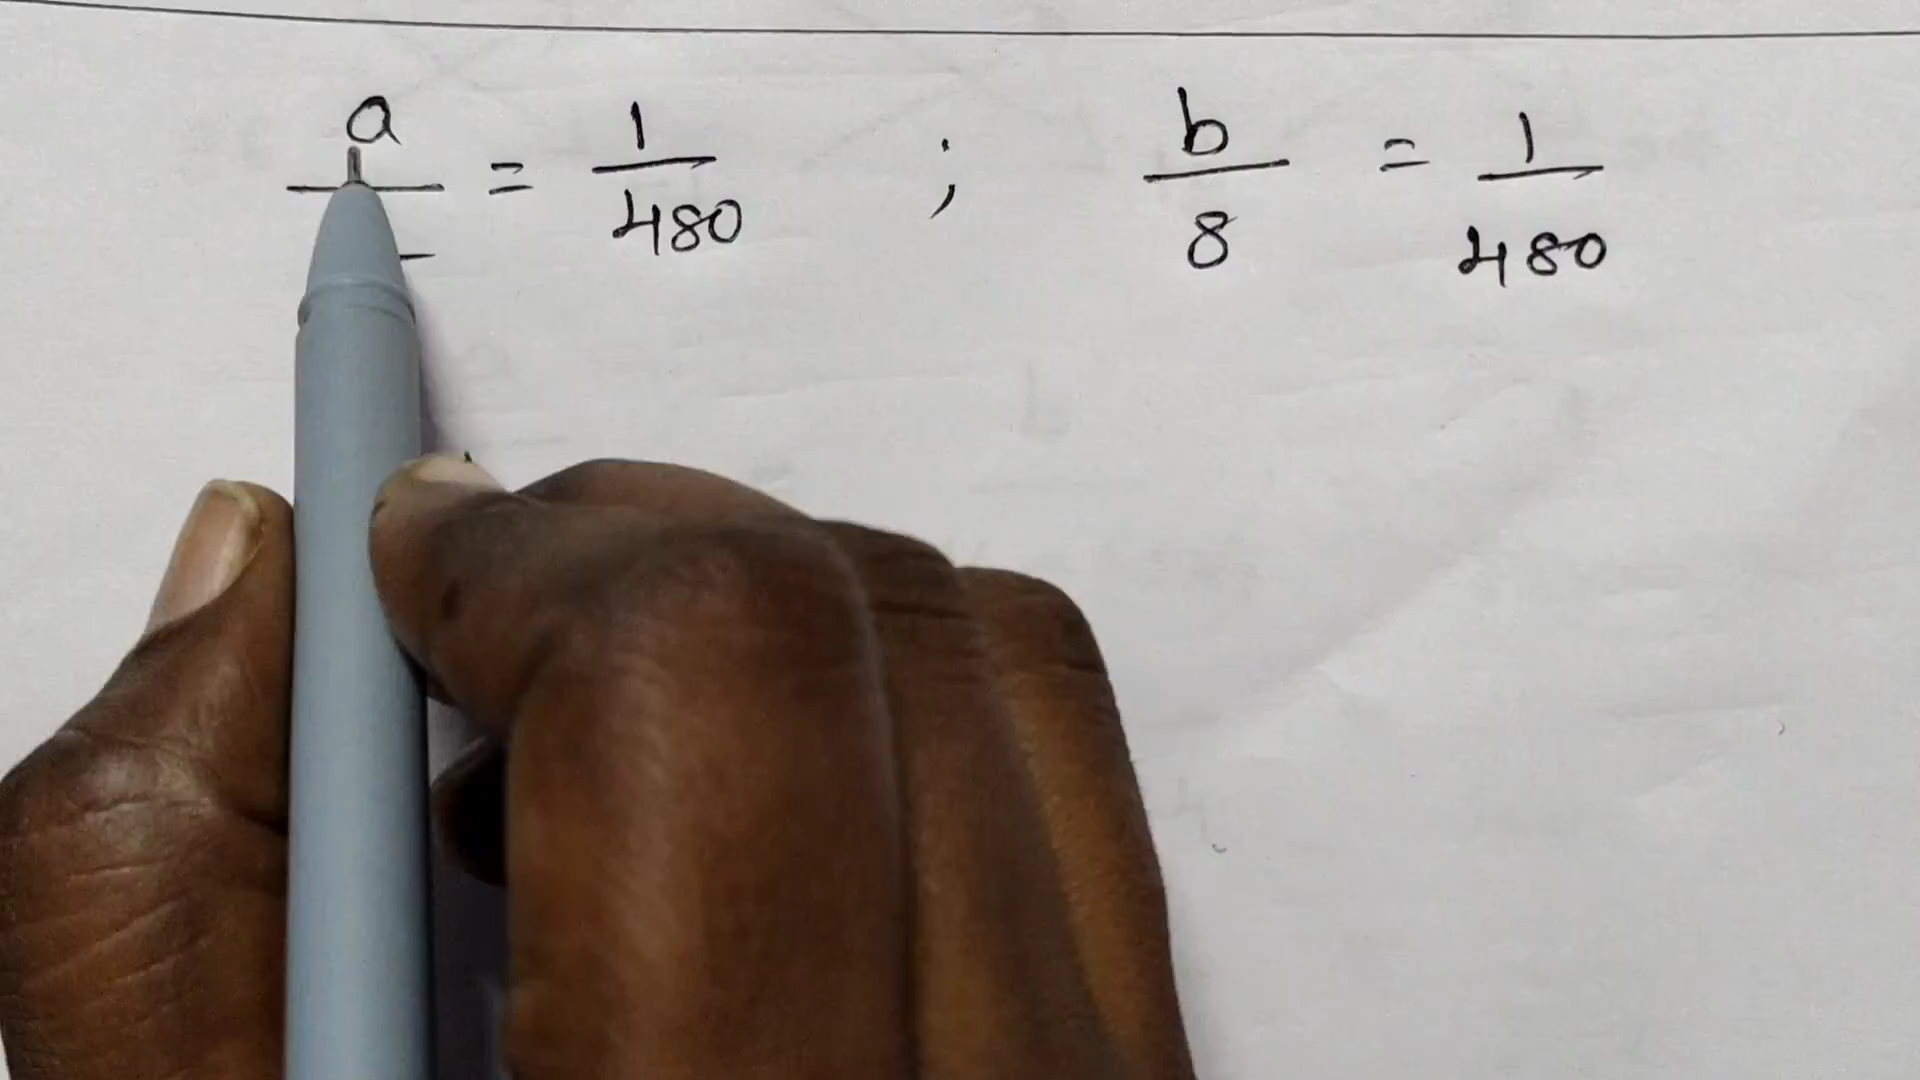 a/ = 1/480 ; b/8 = 1/480